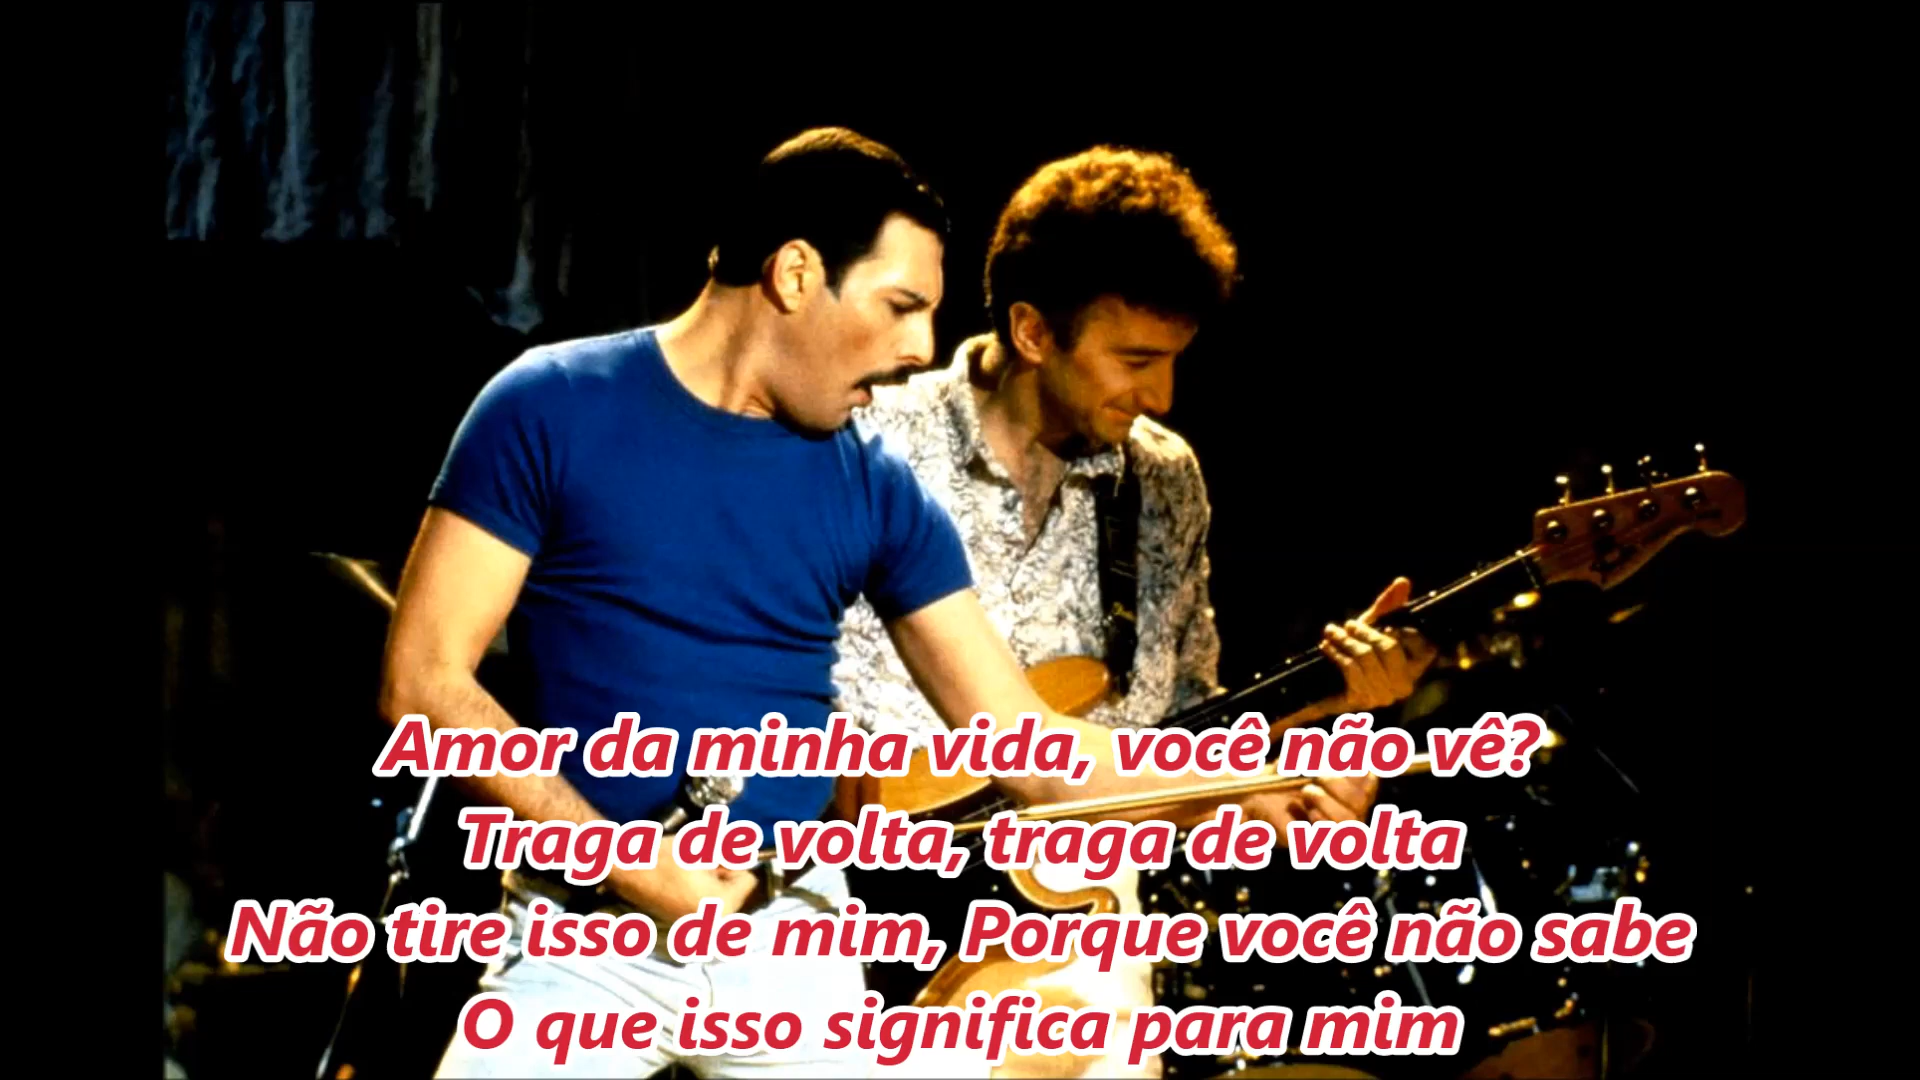 Amor da minha vida, você não vê?
Traga de volta, traga de volta
Não tire isso de mim, Porque você não sabe
O que isso significa para mim